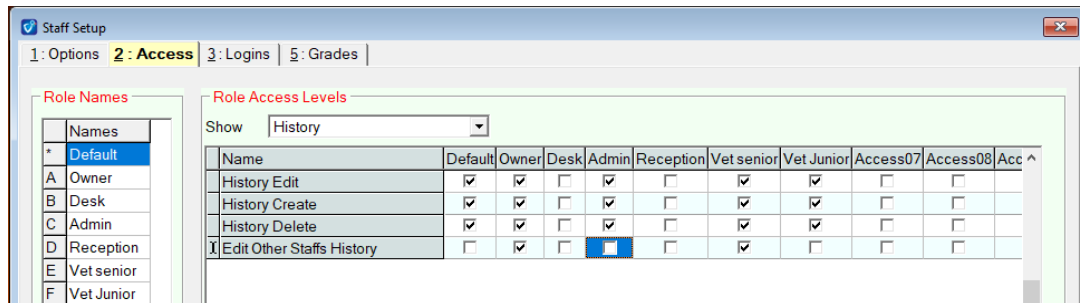 Staff Setup
1: Options 2: Access 3: Logins 5: Grades
Role Names
Names
* Default
A Owner
B Desk
C Admin
D Reception
E Vet senior
F Vet Junior
Role Access Levels
Show History
Name Default Owner Desk Admin Reception Vet senior Vet Junior Access07 Access08 Acc
History Edit
History Create
History Delete
Edit Other Staffs History